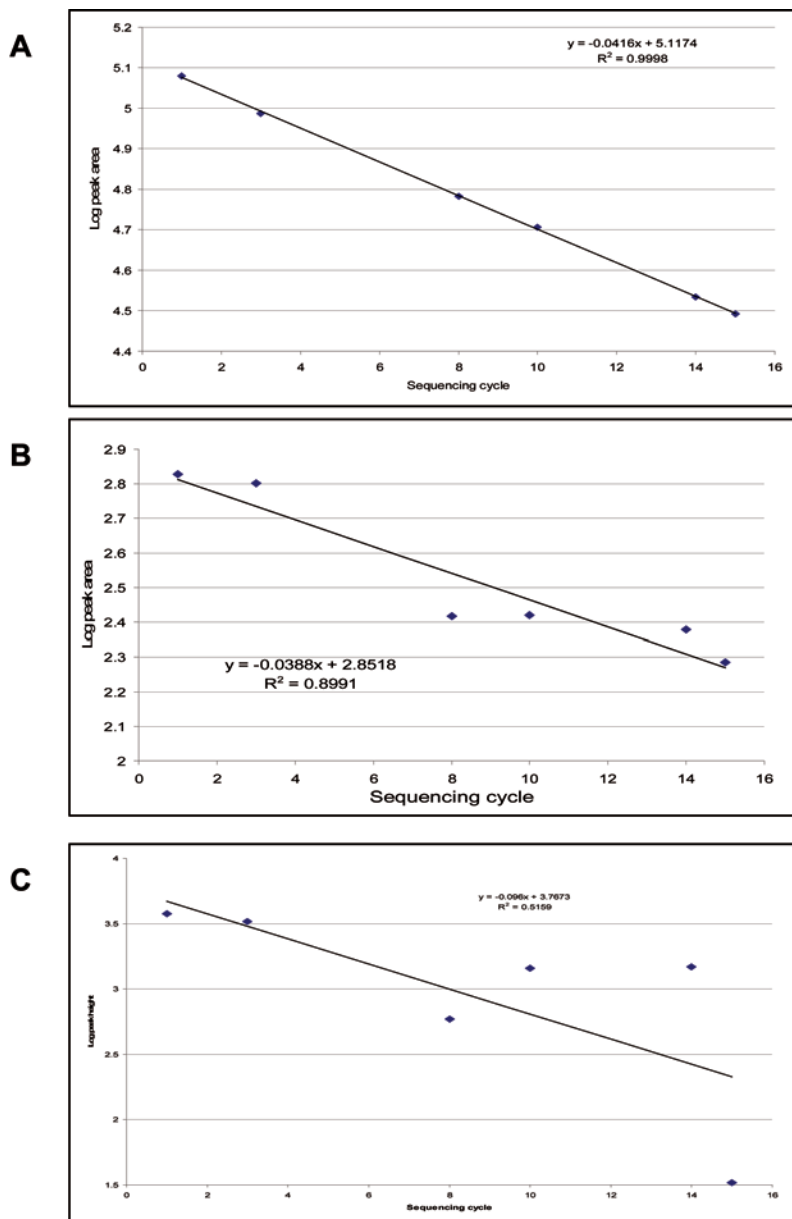 A
y = -0.0416x + 5.1174
R² = 0.9998
5.2
5.1
5
4.9
4.8
4.7
4.6
4.5
4.4
Log peak area
0 2 4 6 8 10 12 14 16
Sequencing cycle
B
2.9
2.8
2.7
2.6
2.5
2.4
2.3
2.2
2.1
2
Log peak area
y = -0.0388x + 2.8518
R² = 0.8991
0 2 4 6 8 10 12 14 16
Sequencing cycle
C
y = -0.096x + 3.7673
R² = 0.5159
4
3.5
3
2.5
2
1.5
Log peak height
0 2 4 6 8 10 12 14 16
Sequencing cycle